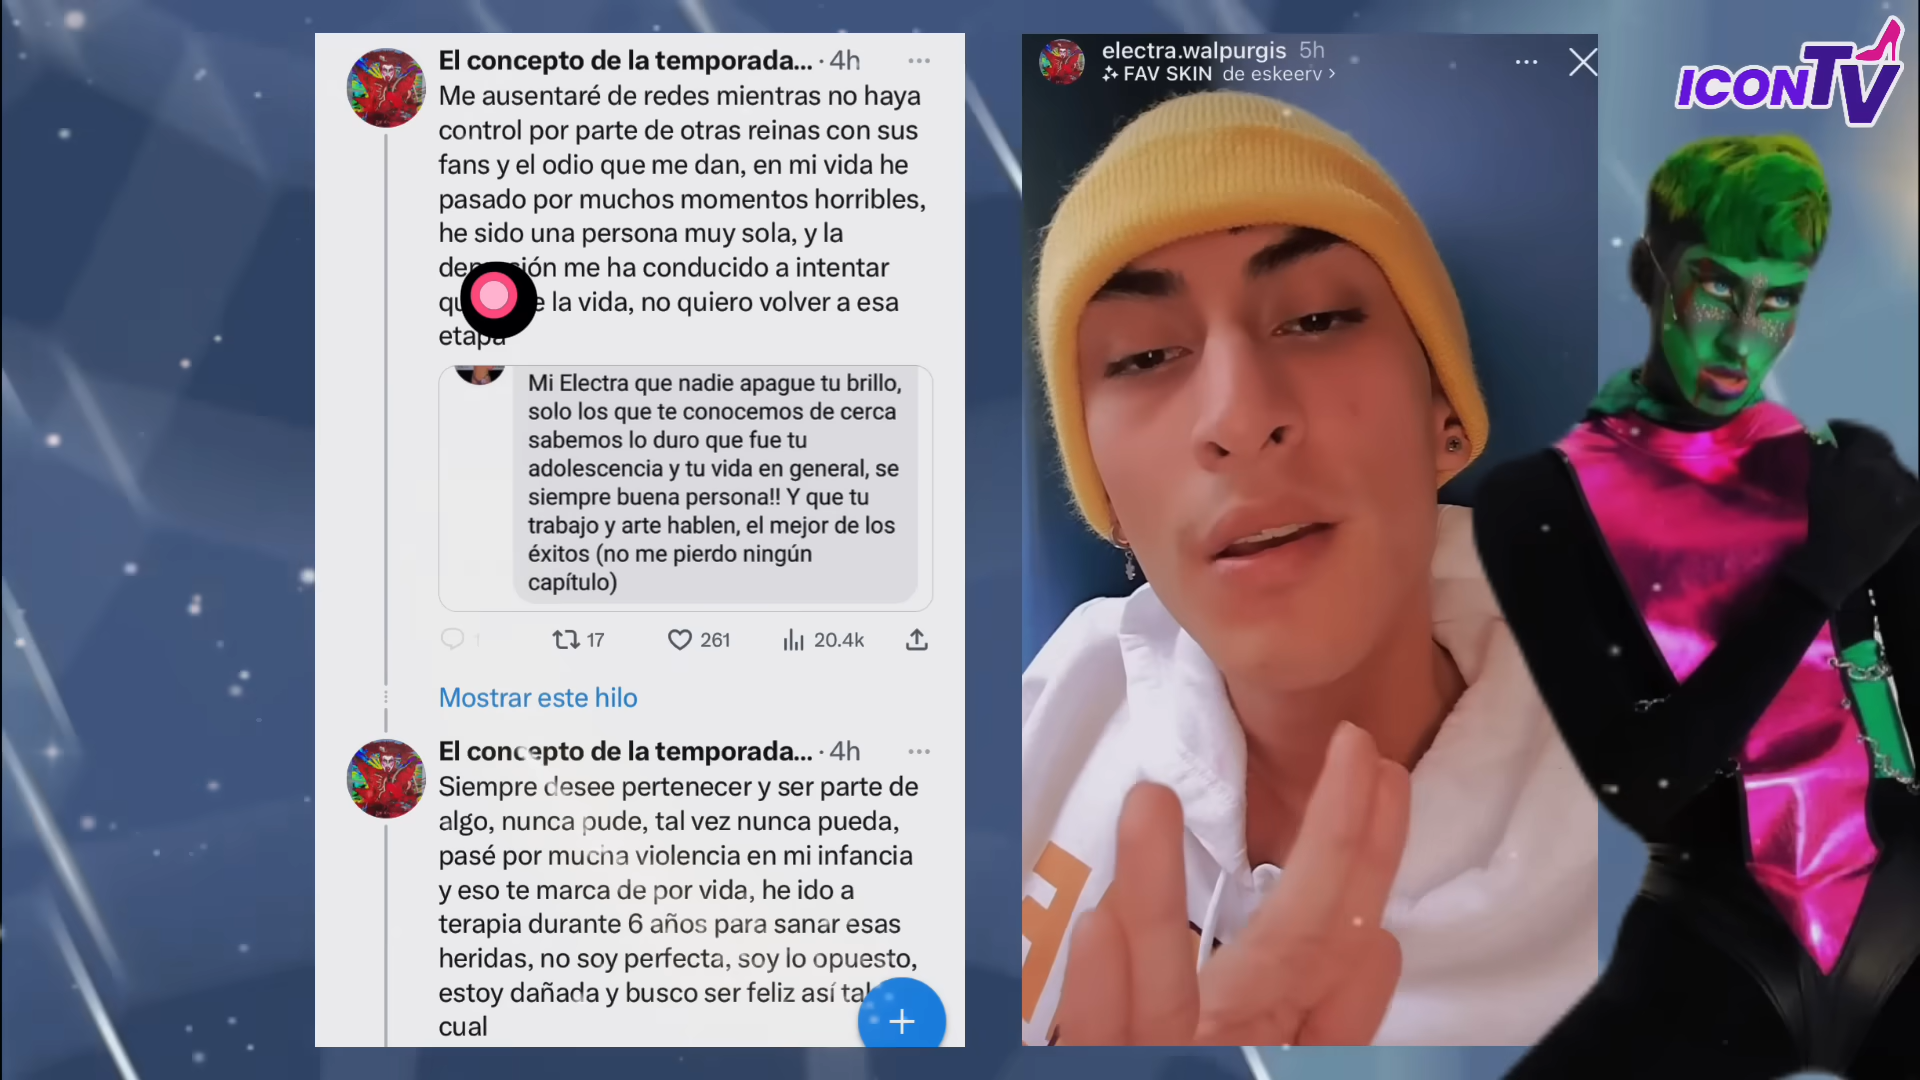 El concepto de la temporada... · 4h
Me ausentaré de redes mientras no haya
control por parte de otras reinas con sus
fans y el odio que me dan, en mi vida he
pasado por muchos momentos horribles,
he sido una persona muy sola, y la
me ha conducido a intentar
la vida, no quiero volver a esa
etapa
Mi Electra que nadie apague tu brillo,
solo los que te conocemos de cerca
sabemos lo duro que fue tu
adolescencia y tu vida en general, se
siempre buena persona!! Y que tu
trabajo y arte hablen, el mejor de los
éxitos (no me pierdo ningún
capítulo)
1 17 261 20.4k
Mostrar este hilo
El concepto de la temporada... · 4h
Siempre desee pertenecer y ser parte de
algo, nunca pude, tal vez nunca pueda,
pasé por mucha violencia en mi infancia
y eso te marca de por vida, he ido a
terapia durante 6 años para sanar esas
heridas, no soy perfecta, soy lo opuesto,
estoy dañada y busco ser feliz así tal
cual
electra.walpurgis 5h
FAV SKIN de eskeerv >
ICONTV